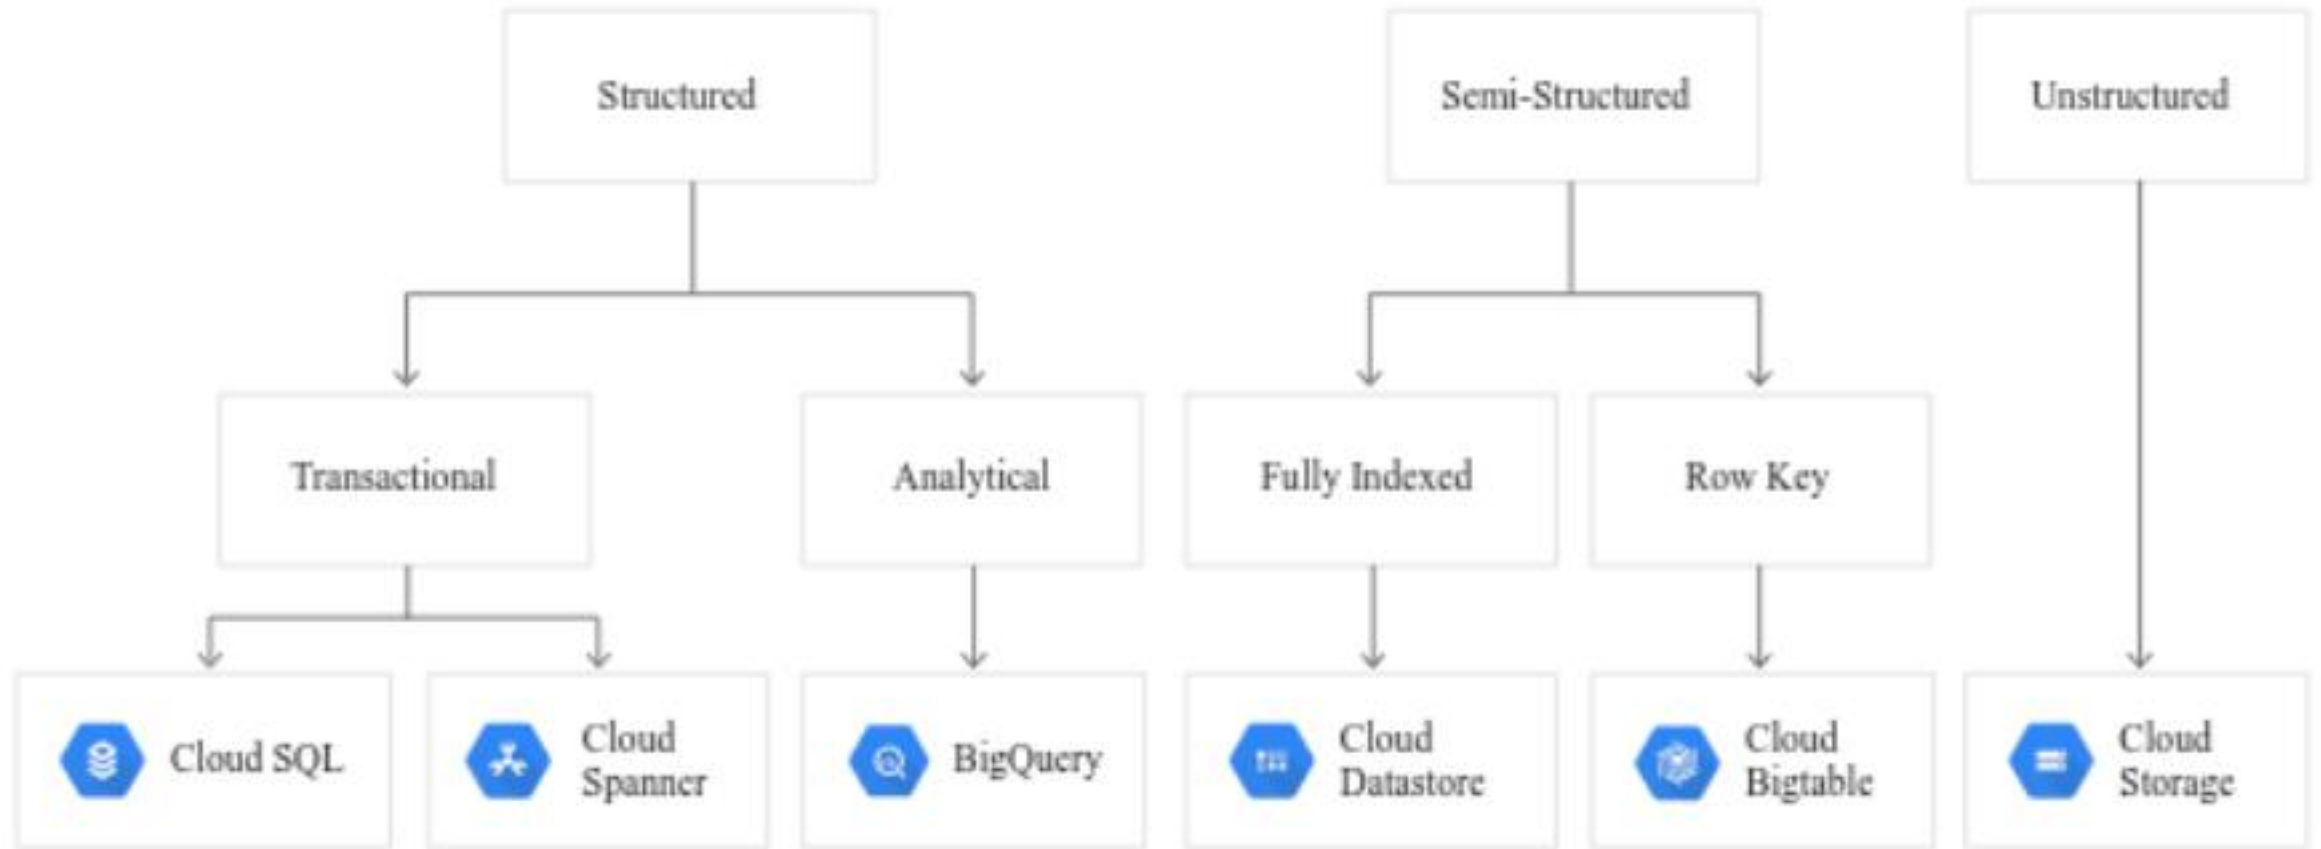 Structured
Semi-Structured
Unstructured
Transactional
Analytical
Fully Indexed
Row Key
Cloud SQL
Cloud
Spanner
BigQuery
Cloud
Datastore
Cloud
Bigtable
Cloud
Storage